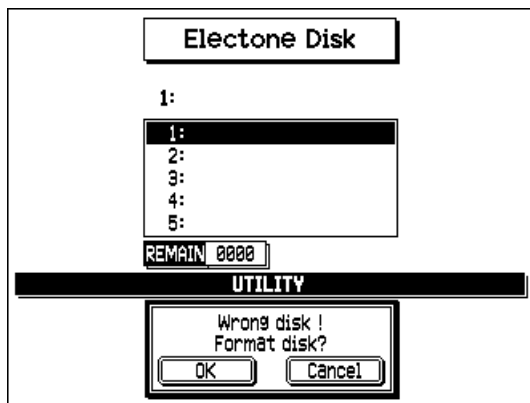 Electone Disk
1:
1:
2:
3:
4:
5:
REMAIN 0000
UTILITY
Wrong disk !
Format disk?
OK Cancel